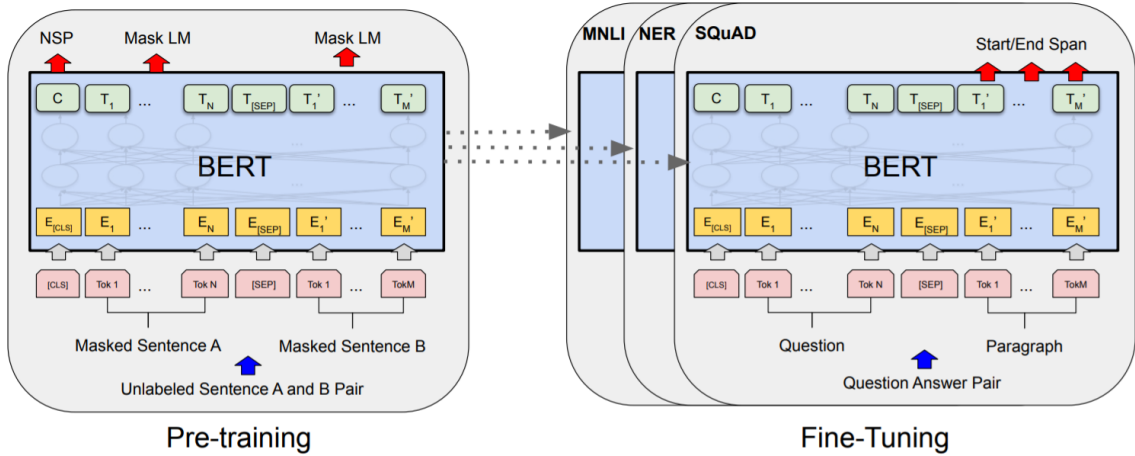 NSP Mask LM Mask LM
C T1 ... TN T[SEP] T1' ... TM'
...
BERT
...
E[CLS] E1 ... EN E[SEP] E1' ... EM'
[CLS] Tok 1 ... Tok N [SEP] Tok 1 ... TokM
Masked Sentence A Masked Sentence B
Unlabeled Sentence A and B Pair
Pre-training
MNLI NER SQuAD
Start/End Span
C T1 ... TN T[SEP] T1' ... TM'
...
BERT
...
E[CLS] E1 ... EN E[SEP] E1' ... EM'
[CLS] Tok 1 ... Tok N [SEP] Tok 1 ... TokM
Question Paragraph
Question Answer Pair
Fine-Tuning